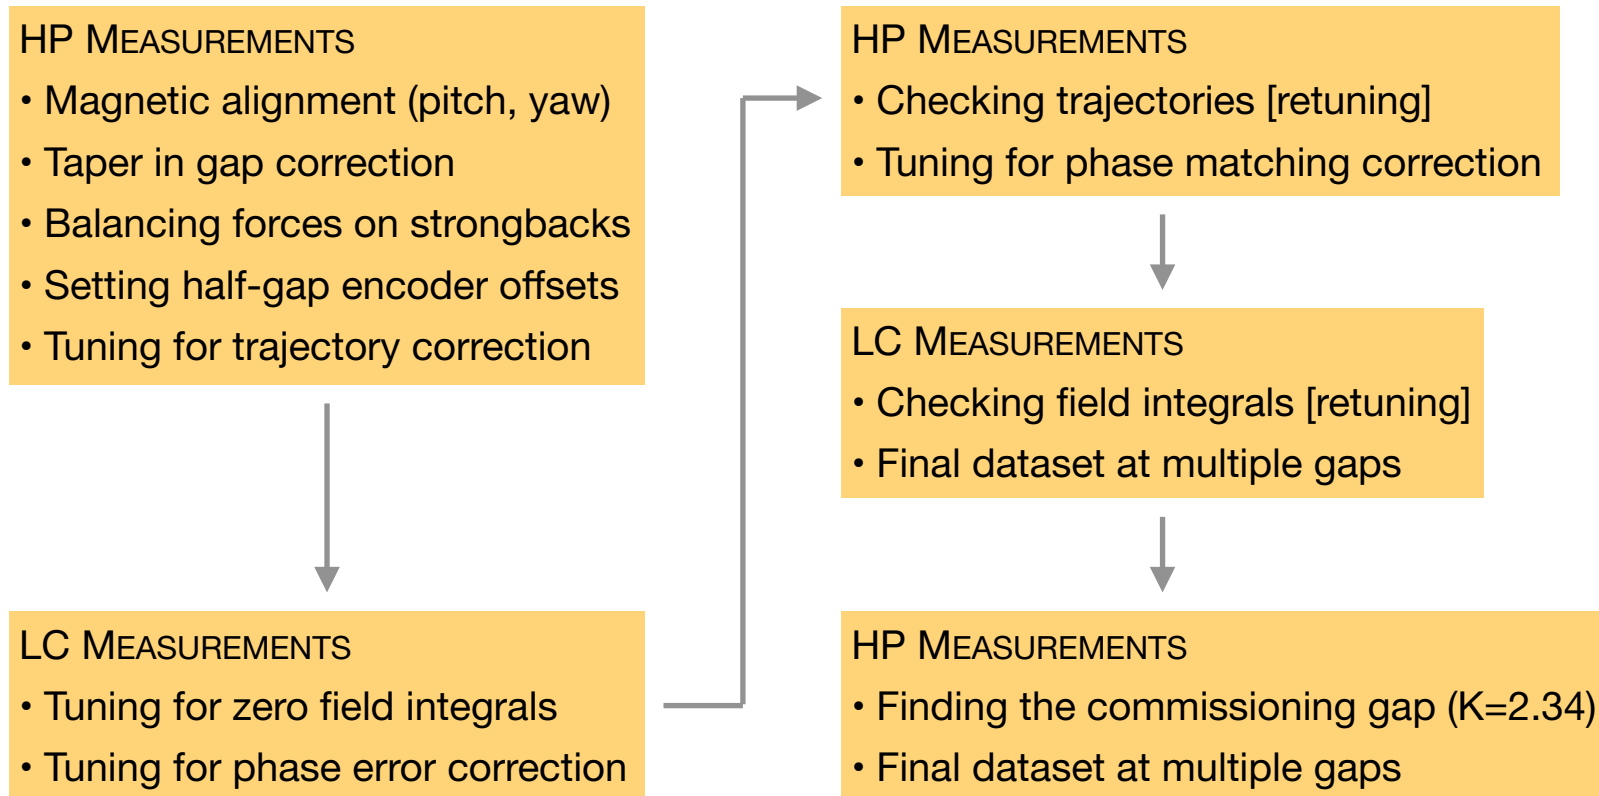 HP MEASUREMENTS
• Magnetic alignment (pitch, yaw)
• Taper in gap correction
• Balancing forces on strongbacks
• Setting half-gap encoder offsets
• Tuning for trajectory correction
LC MEASUREMENTS
• Tuning for zero field integrals
• Tuning for phase error correction
HP MEASUREMENTS
• Checking trajectories [retuning]
• Tuning for phase matching correction
LC MEASUREMENTS
• Checking field integrals [retuning]
• Final dataset at multiple gaps
HP MEASUREMENTS
• Finding the commissioning gap (K=2.34)
• Final dataset at multiple gaps